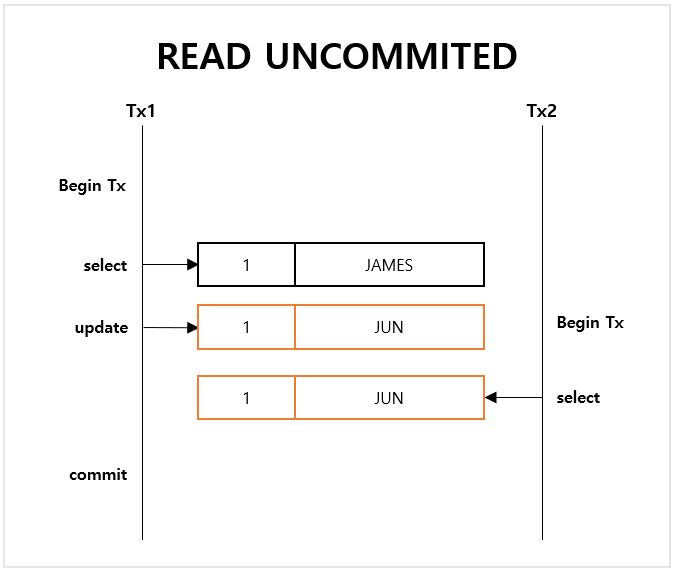 READ UNCOMMITED
Tx1 Tx2
Begin Tx
select 1 JAMES
update 1 JUN Begin Tx
1 JUN select
commit